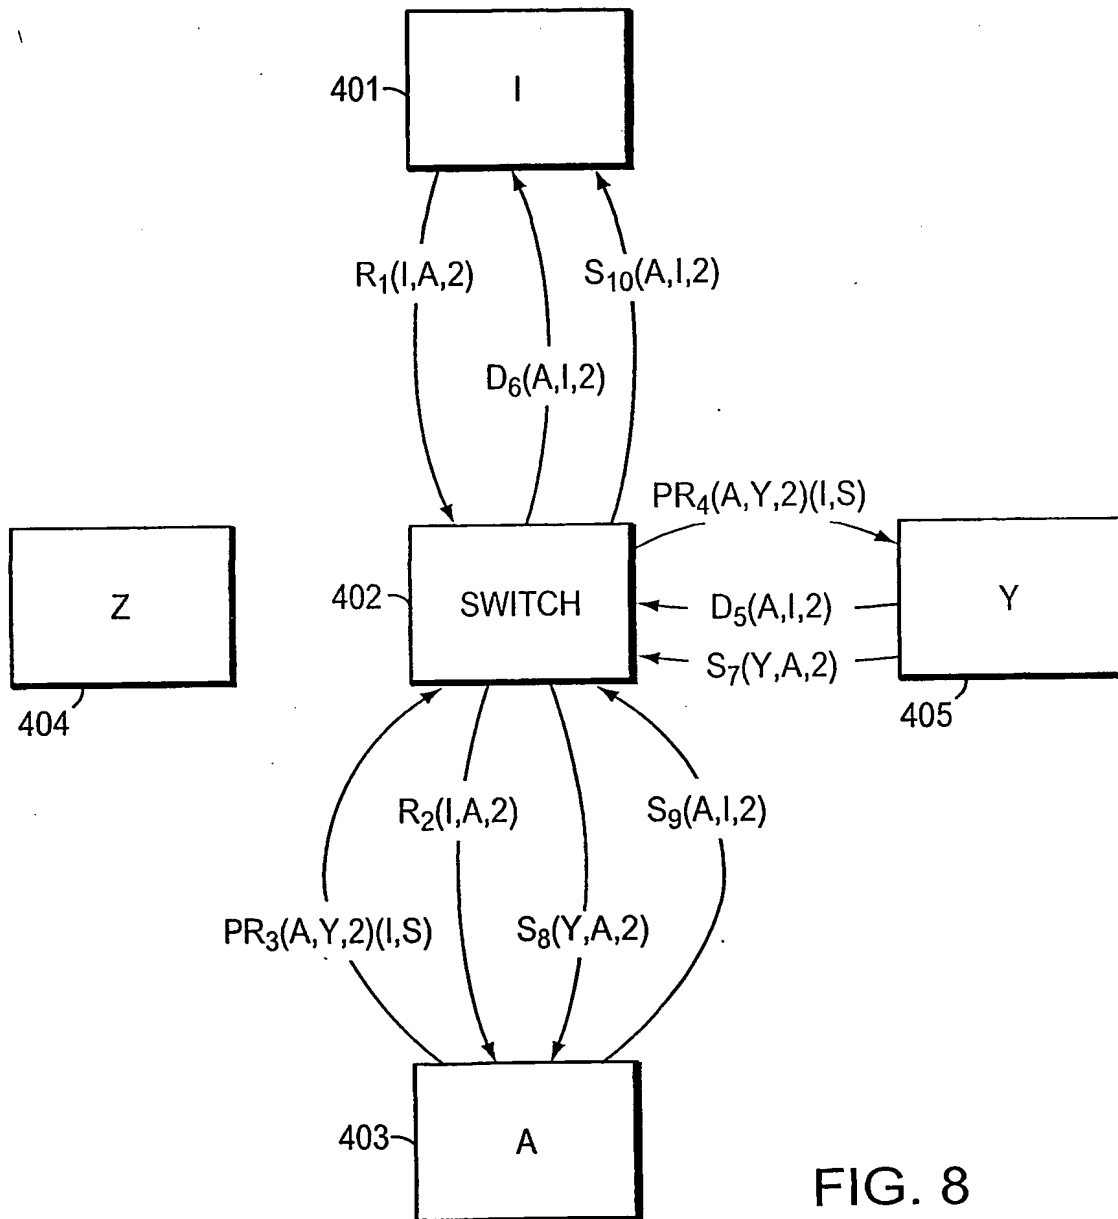 401
I
R1(I,A,2)
S10(A,I,2)
D6(A,I,2)
PR4(A,Y,2)(I,S)
Z
402
SWITCH
D5(A,I,2)
Y
S7(Y,A,2)
404
405
R2(I,A,2)
S9(A,I,2)
PR3(A,Y,2)(I,S)
S8(Y,A,2)
403
A
FIG. 8